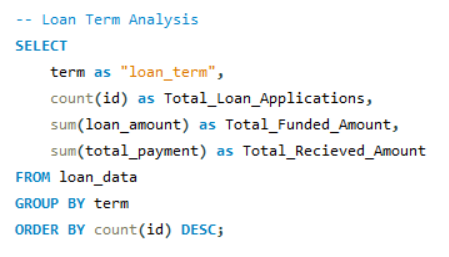 -- Loan Term Analysis
SELECT
    term as "loan_term",
    count(id) as Total_Loan_Applications,
    sum(loan_amount) as Total_Funded_Amount,
    sum(total_payment) as Total_Recieved_Amount
FROM loan_data
GROUP BY term
ORDER BY count(id) DESC;